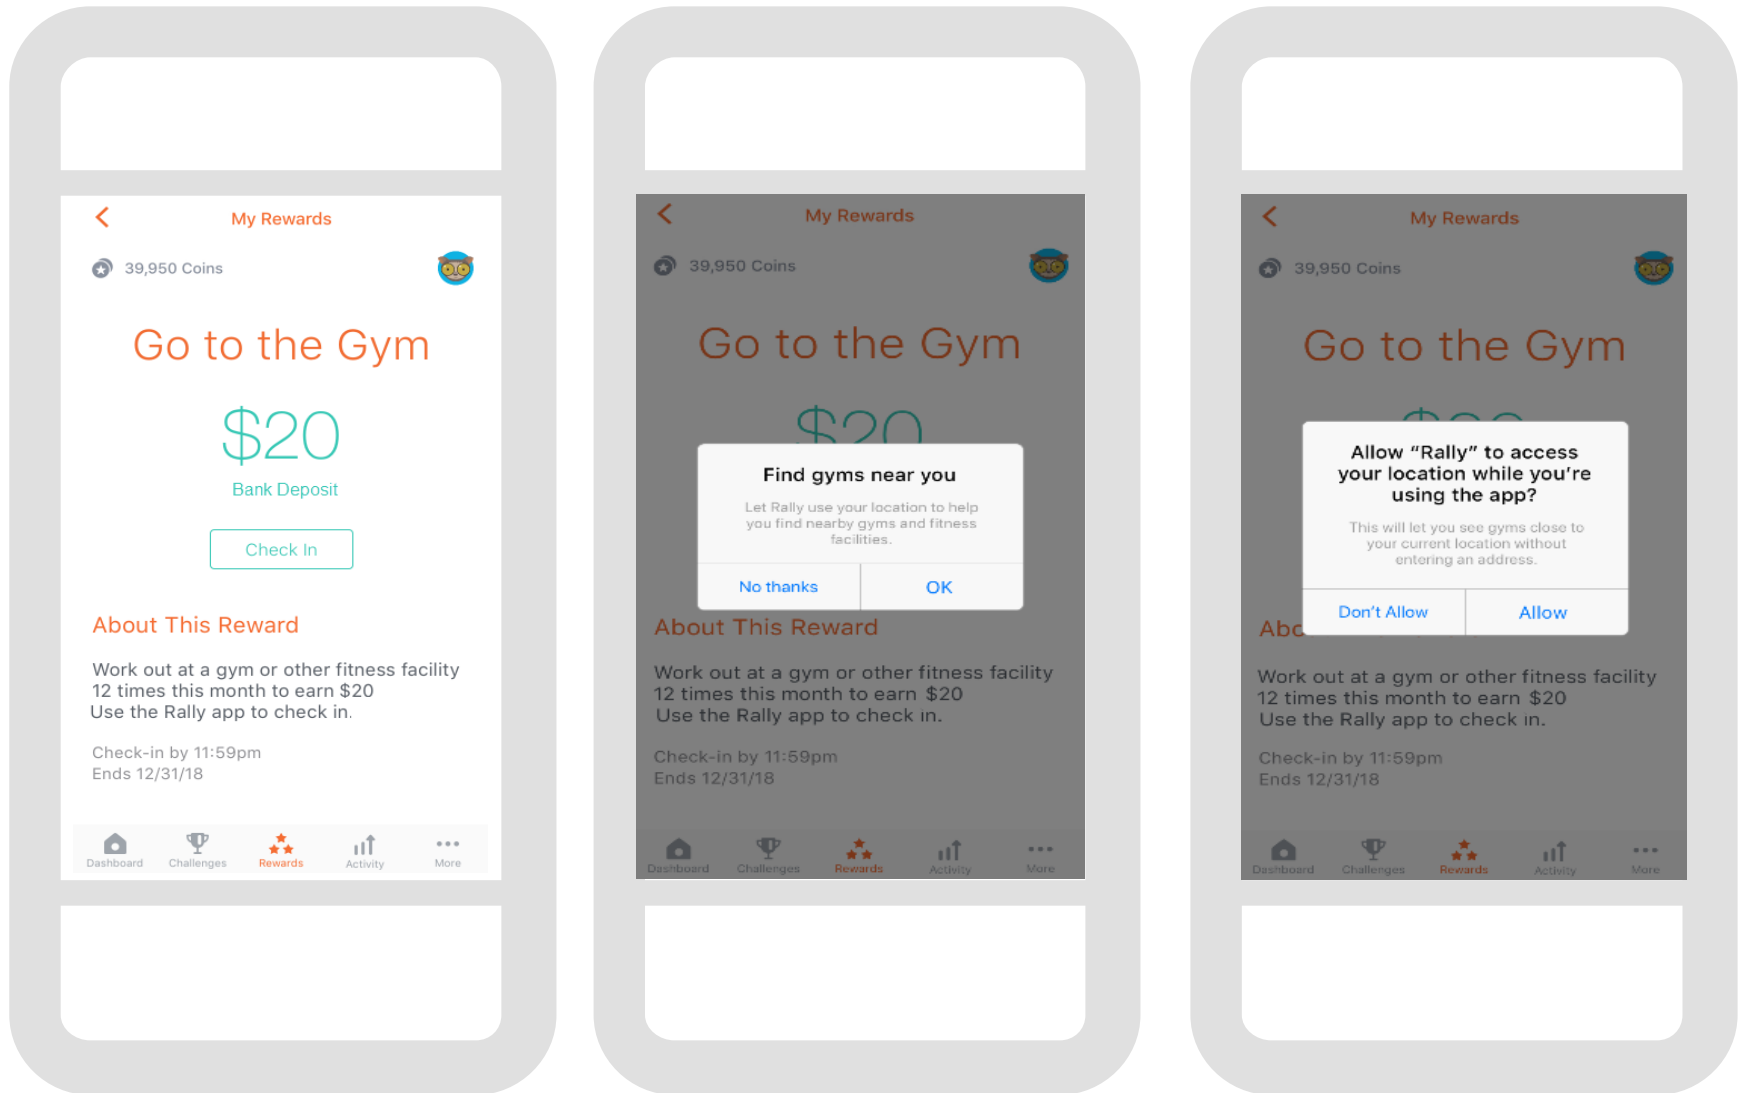 My Rewards
39,950 Coins
Go to the Gym
$20
Bank Deposit
Check In
About This Reward
Work out at a gym or other fitness facility
12 times this month to earn $20
Use the Rally app to check in.
Check-in by 11:59pm
Ends 12/31/18
Dashboard
Challenges
Rewards
Activity
More
My Rewards
39,950 Coins
Go to the Gym
$20
Find gyms near you
Let Rally use your location to help
you find nearby gyms and fitness
facilities.
No thanks
OK
About This Reward
Work out at a gym or other fitness facility
12 times this month to earn $20
Use the Rally app to check in.
Check-in by 11:59pm
Ends 12/31/18
Dashboard
Challenges
Rewards
Activity
More
My Rewards
39,950 Coins
Go to the Gym
Allow “Rally” to access
your location while you’re
using the app?
This will let you see gyms close to
your current location without
entering an address.
Don’t Allow
Allow
Work out at a gym or other fitness facility
12 times this month to earn $20
Use the Rally app to check in.
Check-in by 11:59pm
Ends 12/31/18
Dashboard
Challenges
Rewards
Activity
More